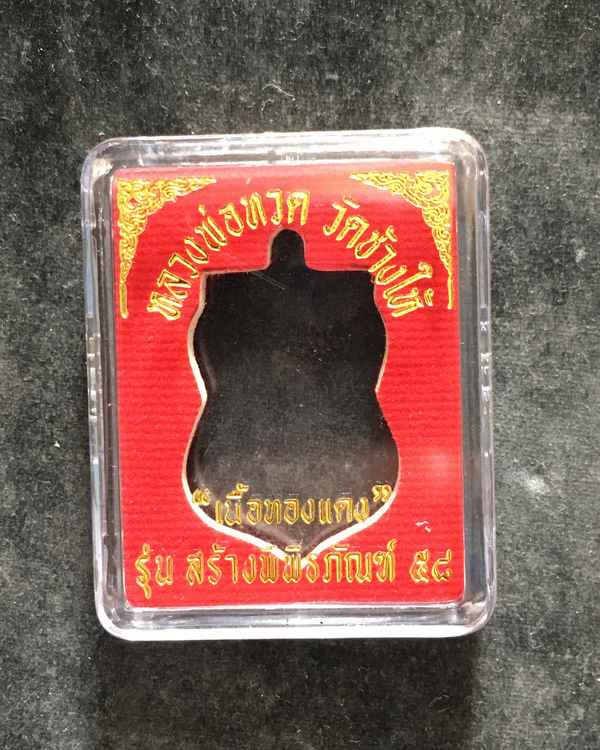 หลวงพ่อทวด วัดช้างให้
“เนื้อทองแดง”
รุ่น สร้างพิพิธภัณฑ์ ๕๘